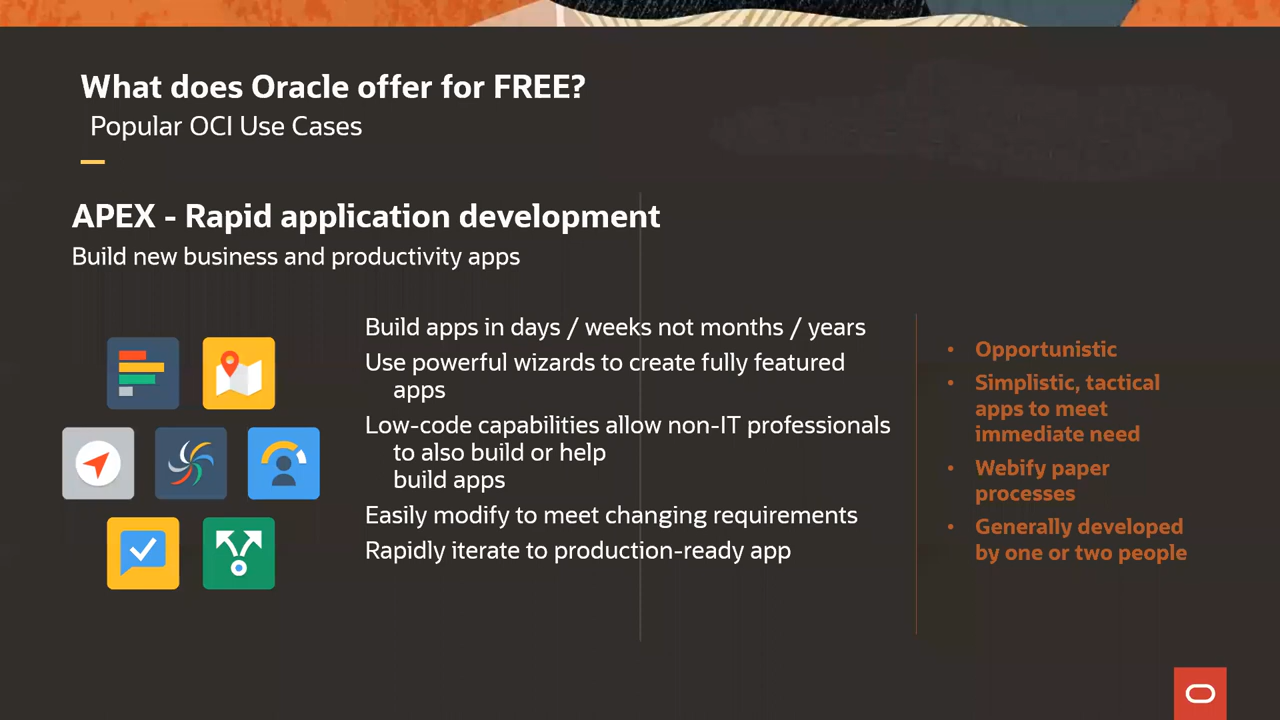 What does Oracle offer for FREE?
Popular OCI Use Cases
APEX - Rapid application development
Build new business and productivity apps
Build apps in days / weeks not months / years
Use powerful wizards to create fully featured
apps
Low-code capabilities allow non-IT professionals
to also build or help
build apps
Easily modify to meet changing requirements
Rapidly iterate to production-ready app
• Opportunistic
• Simplistic, tactical
apps to meet
immediate need
• Webify paper
processes
• Generally developed
by one or two people